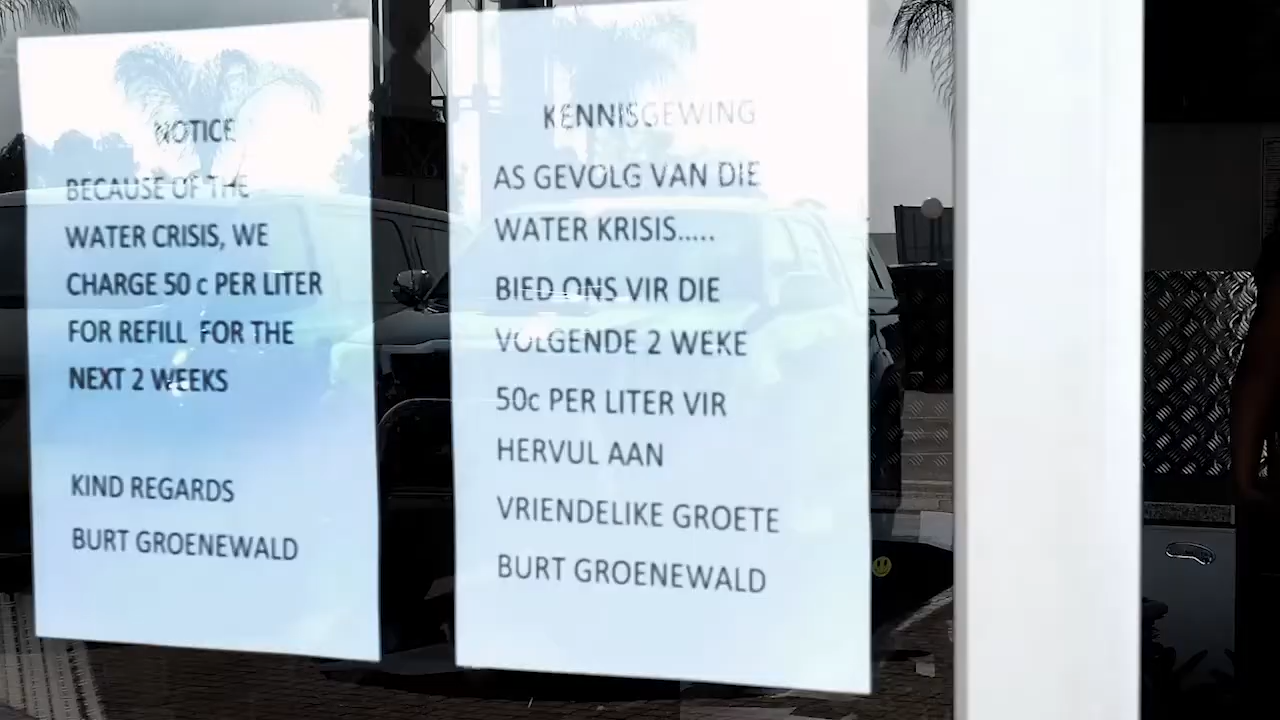 NOTICE
BECAUSE OF THE
WATER CRISIS, WE
CHARGE 50 c PER LITER
FOR REFILL FOR THE
NEXT 2 WEEKS
KIND REGARDS
BURT GROENEWALD
KENNISGEWING
AS GEVOLG VAN DIE
WATER KRISIS.....
BIED ONS VIR DIE
VOLGENDE 2 WEKE
50c PER LITER VIR
HERVUL AAN
VRIENDELIKE GROETE
BURT GROENEWALD